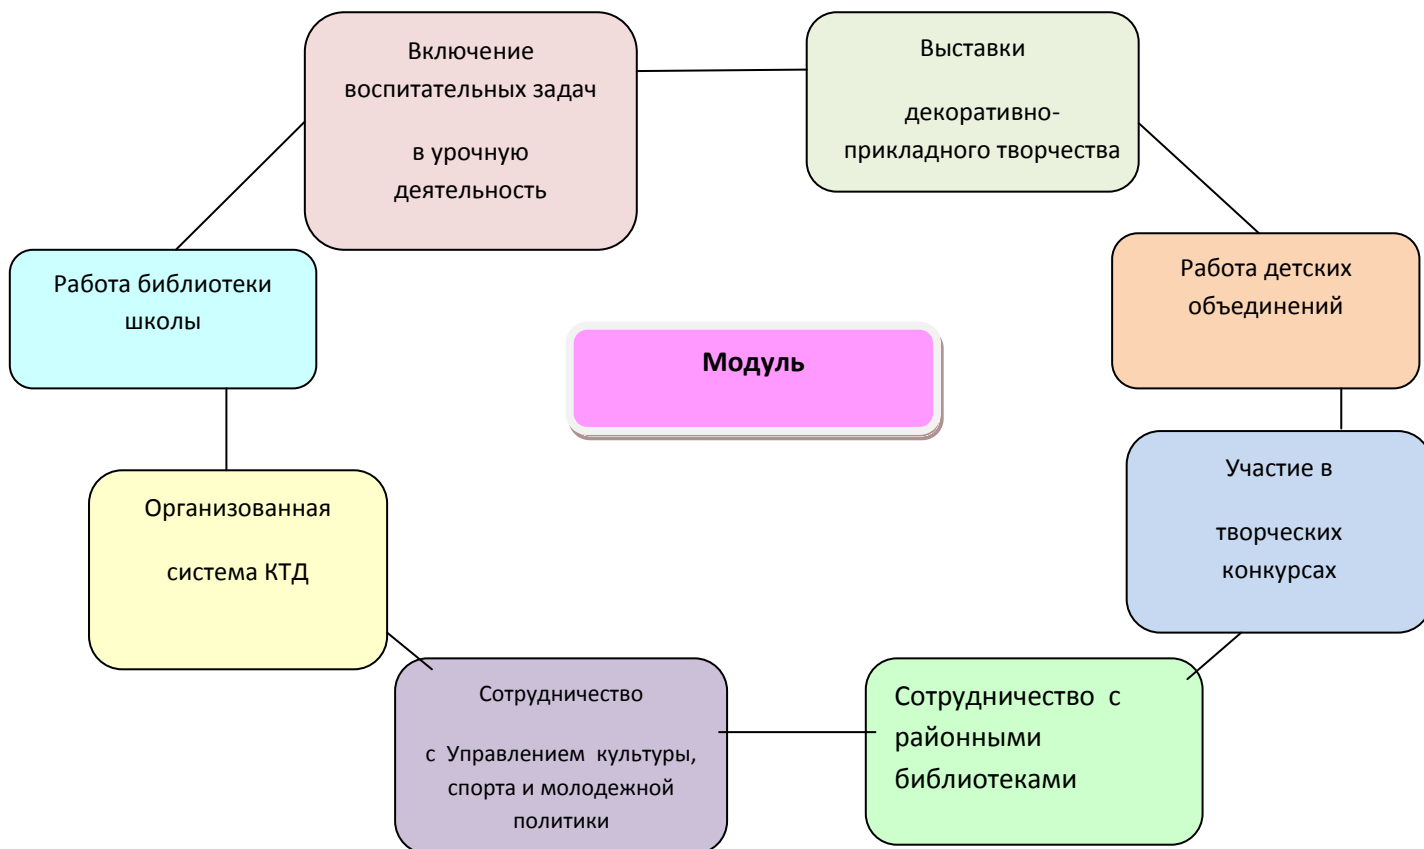 Включение
воспитательных задач
в урочную
деятельность
Выставки
декоративно-
прикладного творчества
Работа библиотеки
школы
Работа детских
объединений
Модуль
Организованная
система КТД
Участие в
творческих
конкурсах
Сотрудничество
с Управлением культуры,
спорта и молодежной
политики
Сотрудничество с
районными
библиотеками